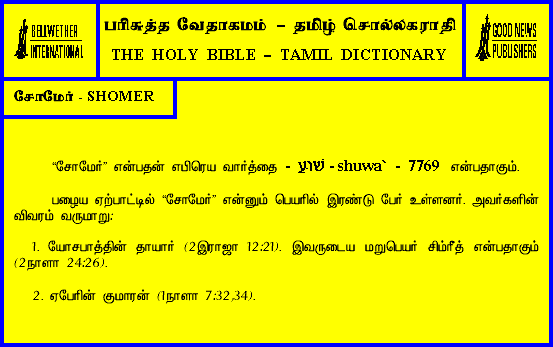 BELLWETHER
INTERNATIONAL
பரிசுத்த வேதாகமம் – தமிழ் சொல்லகராதி
THE HOLY BIBLE – TAMIL DICTIONARY
GOOD NEWS
PUBLISHERS
சோமேர் - SHOMER
“சோமேர்” என்பதன் எபிரெய வார்த்தை - שׁוּע - shuwa` - 7769 என்பதாகும்.
பழைய ஏற்பாட்டில் “சோமேர்” என்னும் பெயரில் இரண்டு பேர் உள்ளனர். அவர்களின்
விவரம் வருமாறு:
1. யோசபாத்தின் தாயார் (2இராஜா 12:21). இவருடைய மறுபெயர் சிம்ரீத் என்பதாகும்
(2நாளா 24:26).
2. ஏபேரின் குமாரன் (1நாளா 7:32,34).